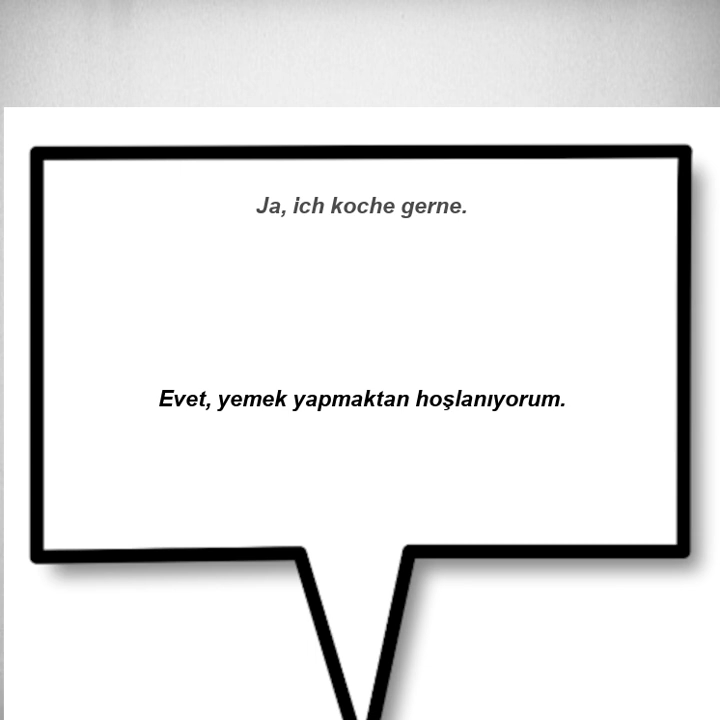 Ja, ich koche gerne.
Evet, yemek yapmaktan hoşlanıyorum.